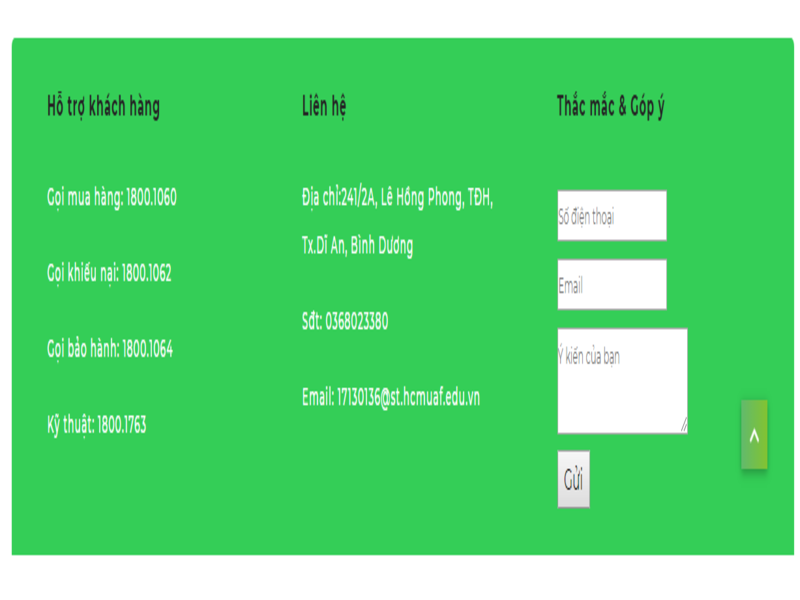 Hỗ trợ khách hàng
Gọi mua hàng: 1800.1060
Gọi khiếu nại: 1800.1062
Gọi bảo hành: 1800.1064
Kỹ thuật: 1800.1763
Liên hệ
Địa chỉ:241/2A, Lê Hồng Phong, TĐH,
Tx.Dĩ An, Bình Dương
Sđt: 0368023380
Email: 17130136@st.hcmuaf.edu.vn
Thắc mắc & Góp ý
Số điện thoại
Email
Ý kiến của bạn
Gửi